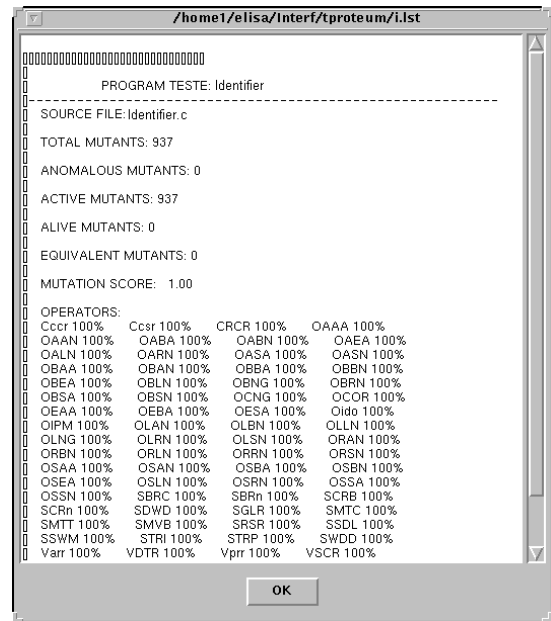 /home1/elisa/Interf/tproteum/i.lst
PROGRAM TESTE: Identifier
SOURCE FILE: Identifier.c
TOTAL MUTANTS: 937
ANOMALOUS MUTANTS: 0
ACTIVE MUTANTS: 937
ALIVE MUTANTS: 0
EQUIVALENT MUTANTS: 0
MUTATION SCORE: 1.00
OPERATORS:
Cccr 100% Ccsr 100% CRCR 100% OAAA 100%
OAAN 100% OABA 100% OABN 100% OAEA 100%
OALN 100% OARN 100% OASA 100% OASN 100%
OBAA 100% OBAN 100% OBBA 100% OBBN 100%
OBEA 100% OBLN 100% OBNG 100% OBRN 100%
OBSA 100% OBSN 100% OCNG 100% OCOR 100%
OEAA 100% OEBA 100% OESA 100% Oido 100%
OIPM 100% OLAN 100% OLBN 100% OLLN 100%
OLNG 100% OLRN 100% OLSN 100% ORAN 100%
ORBN 100% ORLN 100% ORRN 100% ORSN 100%
OSAA 100% OSAN 100% OSBA 100% OSBN 100%
OSEA 100% OSLN 100% OSRN 100% OSSA 100%
OSSN 100% SBRC 100% SBRn 100% SCRB 100%
SCRn 100% SDWD 100% SGLR 100% SMTC 100%
SMTT 100% SMVB 100% SRSR 100% SSDL 100%
SSWM 100% STRI 100% STRP 100% SWDD 100%
Varr 100% VDTR 100% Vprr 100% VSCR 100%
OK